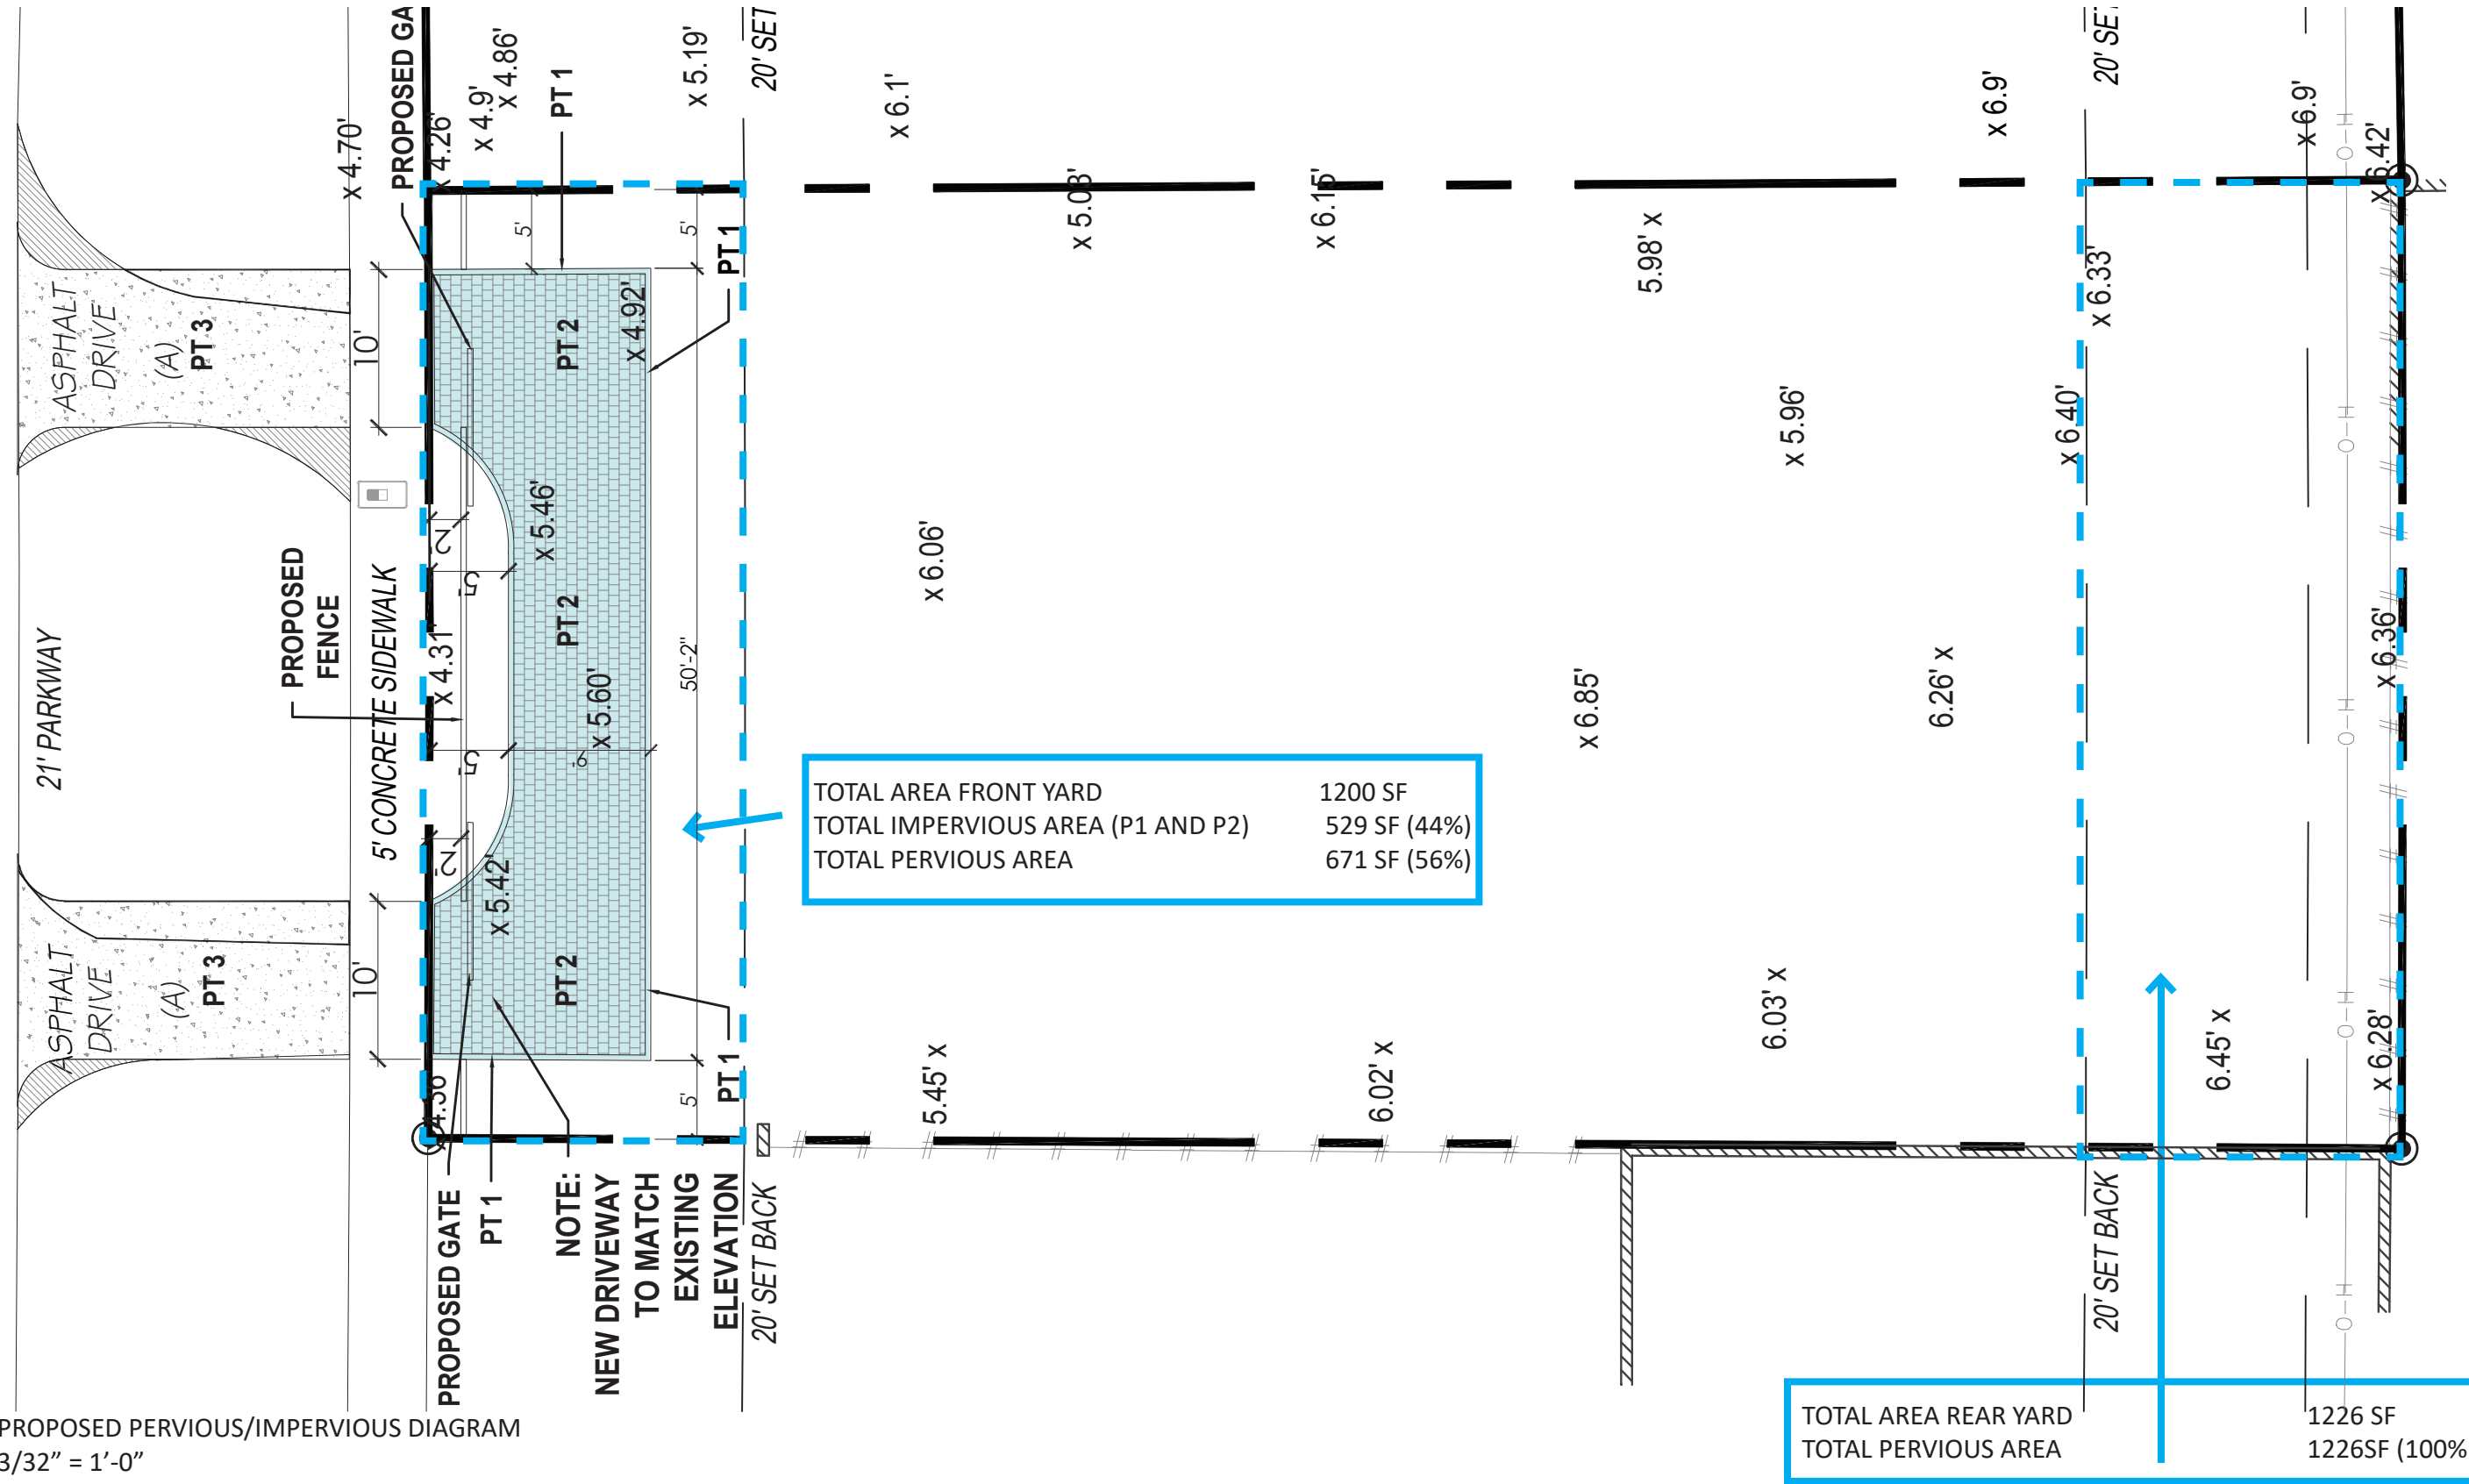 PROPOSED GA
x 4.70'
x 4.26'
x 4.9'
x 4.86'
PT 1
x 5.19'
20' SET
x 6.1'
x 6.9'
20' SET
x 6.9'
x 6.42'
O-H
5'
5'
PT 1
x 5.03'
x 6.15'
5.98' x
x 6.33'
ASPHALT
DRIVE
(A)
PT 3
10'
PT 2
x 4.92'
x 5.96'
x 6.40'
O-H
2'
5'
x 5.46'
x 6.06'
21' PARKWAY
PROPOSED
FENCE
5' CONCRETE SIDEWALK
x 4.31'
PT 2
x 5.60'
50'-2"
x 6.85'
6.26' x
x 6.36'
O-H
5'
9'
2'
TOTAL AREA FRONT YARD 1200 SF
TOTAL IMPERVIOUS AREA (P1 AND P2) 529 SF (44%)
TOTAL PERVIOUS AREA 671 SF (56%)
ASPHALT
DRIVE
(A)
PT 3
10'
x 5.42'
PT 2
5'
PT 1
5.45' x
6.02' x
6.03' x
6.45' x
x 6.28'
O-H
PROPOSED GATE
PT 1
NOTE:
NEW DRIVEWAY
TO MATCH
EXISTING
ELEVATION
20' SET BACK
20' SET BACK
O-H
PROPOSED PERVIOUS/IMPERVIOUS DIAGRAM
3/32” = 1’-0”
TOTAL AREA REAR YARD 1226 SF
TOTAL PERVIOUS AREA 1226SF (100%